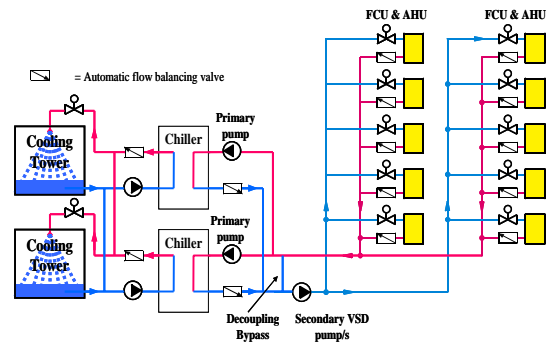 FCU & AHU
FCU & AHU
= Automatic flow balancing valve
Cooling
Tower
Chiller
Primary
pump
Cooling
Tower
Chiller
Primary
pump
Decoupling
Bypass
Secondary VSD
pump/s